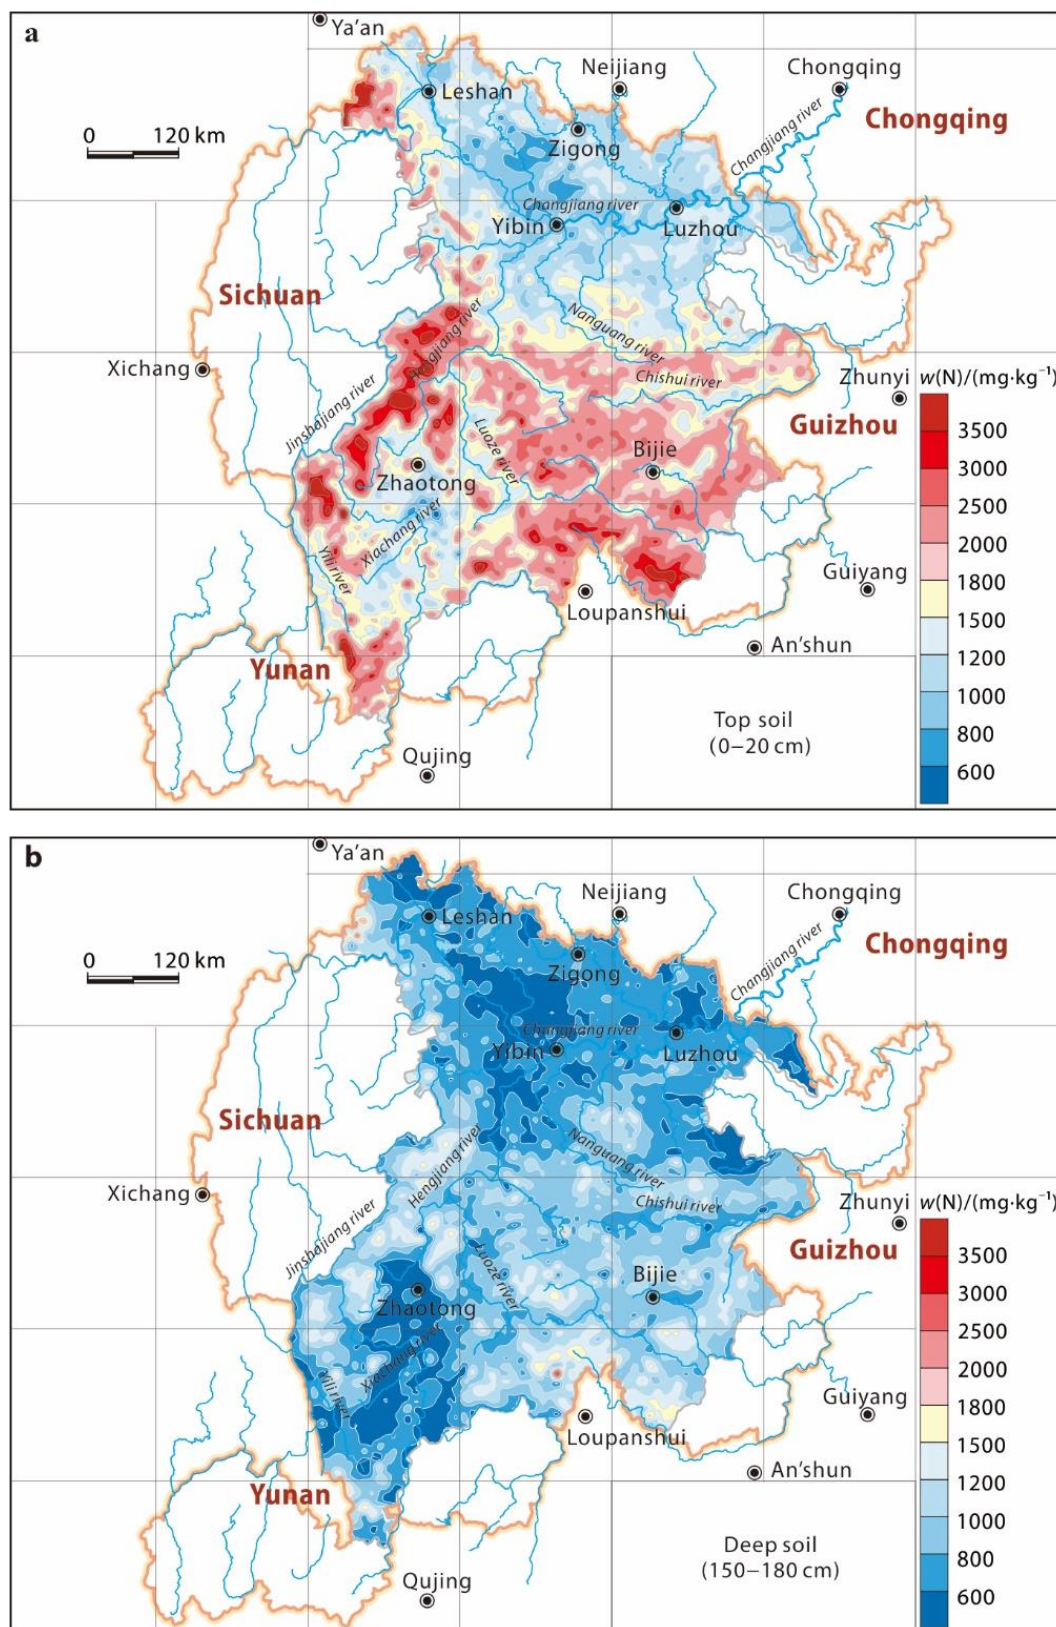 a
Ya'an
Neijiang
Chongqing
Leshan
Chongqing
0 120 km
Zigong
Changjiang river
Changjiang river
Yibin
Luzhou
Sichuan
Nanguang river
Xichang
Chishui river
Zhunyi
w(N)/(mg·kg⁻¹)
Jinshajiang river
Guizhou
Luoze river
Bijie
Zhaotong
Xiachang river
Yili river
Guiyang
Loupanshui
An'shun
Yunan
Qujing
Top soil
(0–20 cm)
3500
3000
2500
2000
1800
1500
1200
1000
800
600
b
Ya'an
Neijiang
Chongqing
Leshan
Chongqing
0 120 km
Zigong
Changjiang river
Changjiang river
Yibin
Luzhou
Sichuan
Nanguang river
Hengjiang river
Xichang
Chishui river
Zhunyi
w(N)/(mg·kg⁻¹)
Jinshajiang river
Guizhou
Luoze river
Bijie
Zhaotong
Xiachang river
Yili river
Guiyang
Loupanshui
An'shun
Yunan
Qujing
Deep soil
(150–180 cm)
3500
3000
2500
2000
1800
1500
1200
1000
800
600